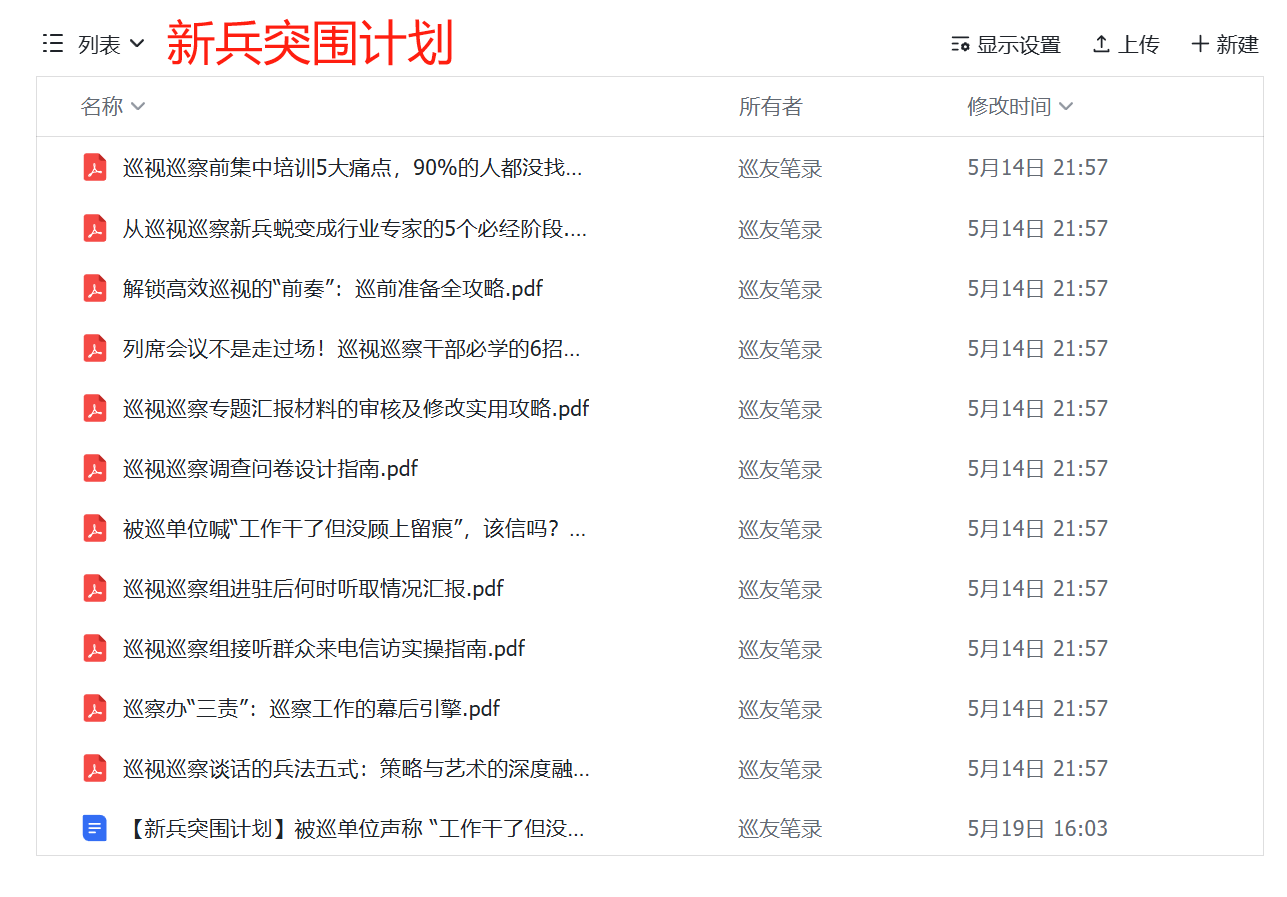 列表 新兵突围计划 显示设置 上传 新建
名称 所有者 修改时间
巡视巡察前集中培训5大痛点，90%的人都没找... 巡友笔录 5月14日 21:57
从巡视巡察新兵蜕变成行业专家的5个必经阶段.... 巡友笔录 5月14日 21:57
解锁高效巡视的“前奏”：巡前准备全攻略.pdf 巡友笔录 5月14日 21:57
列席会议不是走过场！巡视巡察干部必学的6招... 巡友笔录 5月14日 21:57
巡视巡察专题汇报材料的审核及修改实用攻略.pdf 巡友笔录 5月14日 21:57
巡视巡察调查问卷设计指南.pdf 巡友笔录 5月14日 21:57
被巡单位喊“工作干了但没顾上留痕”，该信吗？... 巡友笔录 5月14日 21:57
巡视巡察组进驻后何时听取情况汇报.pdf 巡友笔录 5月14日 21:57
巡视巡察组接听群众来电信访实操指南.pdf 巡友笔录 5月14日 21:57
巡察办“三责”：巡察工作的幕后引擎.pdf 巡友笔录 5月14日 21:57
巡视巡察谈话的兵法五式：策略与艺术的深度融... 巡友笔录 5月14日 21:57
【新兵突围计划】被巡单位声称 “工作干了但没... 巡友笔录 5月19日 16:03